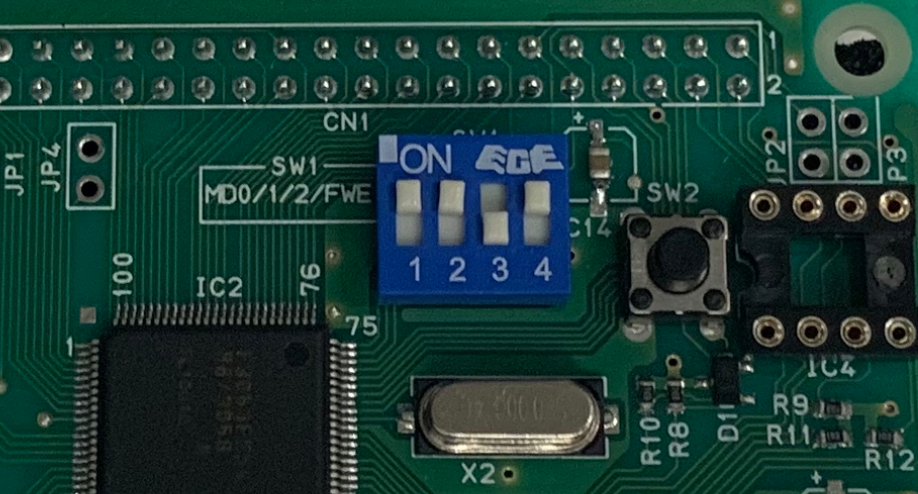 1
2
CN1
JP1
JP4
SW1
MD0/1/2/FWE
ON ECE
1 2 3 4
C14
+
SW2
JP2
P3
100
IC2
76
75
1
X2
R10
R8
D1
IC4
R9
R11
R12
+